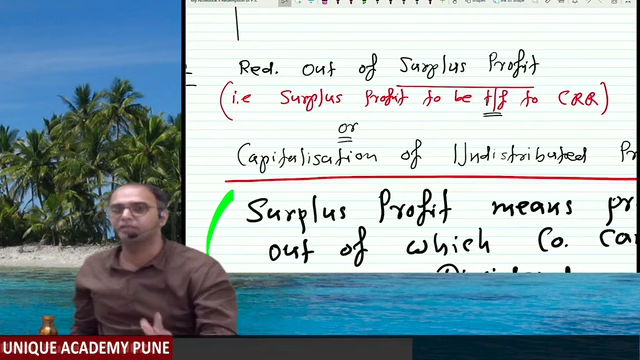 Red. Out of Surplus Profit
(i.e Surplus Profit to be t/f to CRR)
or
Capitalisation of Undistributed
Surplus Profit means
out of which Co.
UNIQUE ACADEMY PUNE